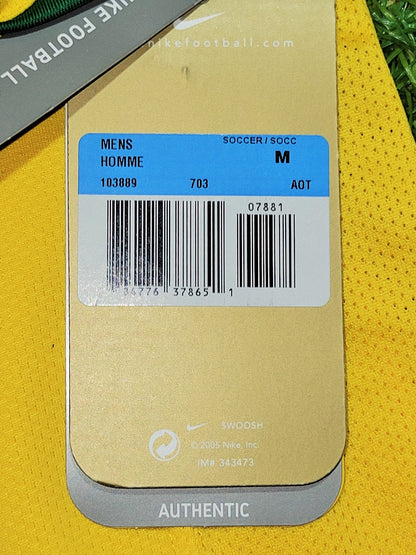 NIKE FOOTBALL
nikefootball.com
MENS
SOCCER / SOCC
HOMME
M
103889 703 AOT
07881
37865 1
SWOOSH
© 2005 Nike, Inc.
IM# 343473
AUTHENTIC